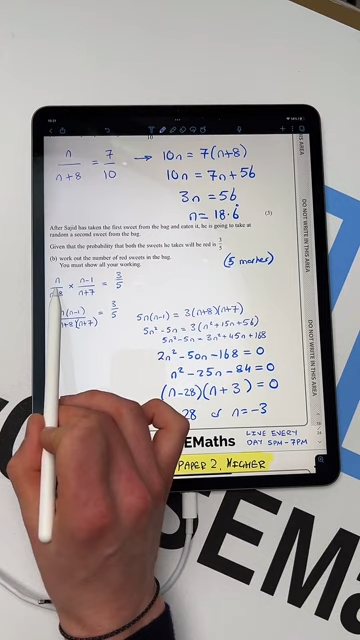 10
n/(n+8) = 7/10 → 10n = 7(n+8)
10n = 7n + 56
3n = 56
n = 18.6̇
(3)
After Sajid has taken the first sweet from the bag and eaten it, he is going to take at
random a second sweet from the bag.
Given that the probability that both the sweets he takes will be red is 3/5
(b) work out the number of red sweets in the bag.
You must show all your working.
(5 marks)
n/(n+8) × (n-1)/(n+7) = 3/5
n(n-1)/(n+8)(n+7) = 3/5
5n(n-1) = 3(n+8)(n+7)
5n² - 5n = 3(n² + 15n + 56)
5n² - 5n = 3n² + 45n + 168
2n² - 50n - 168 = 0
n² - 25n - 84 = 0
(n-28)(n+3) = 0
28 or n = -3
SEMaths
LIVE EVERY
DAY 5PM-7PM
PAPER 2, HIGHER
DO NOT WRITE IN THIS AREA
DO NOT WRITE IN THIS AREA
SEM